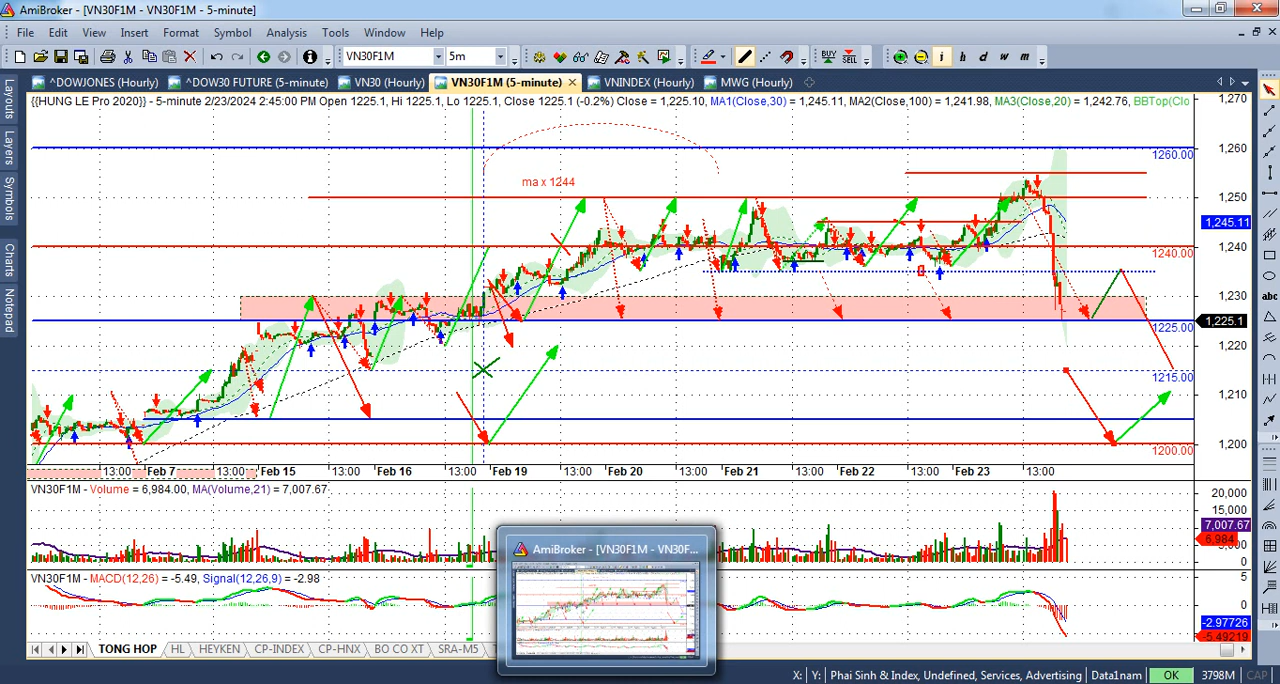 AmiBroker - [VN30F1M - VN30F1M - 5-minute]
File Edit View Insert Format Symbol Analysis Tools Window Help
VN30F1M 5m BUY SELL i h d w m
^DOWJONES (Hourly) ^DOW30 FUTURE (5-minute) VN30 (Hourly) VN30F1M (5-minute) VNINDEX (Hourly) MWG (Hourly)
Layouts
Layers
Symbols
Charts
Notepad
{{HUNG LE Pro 2020}} - 5-minute 2/23/2024 2:45:00 PM Open 1225.1, Hi 1225.1, Lo 1225.1, Close 1225.1 (-0.2%) Close = 1,225.10, MA1(Close,30) = 1,245.11, MA2(Close,100) = 1,241.98, MA3(Close,20) = 1,242.76, BBTop(Clo
1,270
1,260
1260.00
ma x 1244
1,250
1,245.11
1,240
1240.00
1,230
1,225.1
1225.00
1,220
1215.00
1,210
1,200
1200.00
abc
13:00 Feb 7 13:00 Feb 15 13:00 Feb 16 13:00 Feb 19 13:00 Feb 20 13:00 Feb 21 13:00 Feb 22 13:00 Feb 23 13:00
VN30F1M - Volume = 6,984.00, MA(Volume,21) = 7,007.67
20,000
15,000
7,007.67
6,984
VN30F1M - MACD(12,26) = -5.49, Signal(12,26,9) = -2.98
5
0
-2.97726
-5.49219
AmiBroker - [VN30F1M - VN30F...
TONG HOP HL HEYKEN CP-INDEX CP-HNX BO CO XT SRA-M5
X: Y: Phai Sinh & Index, Undefined, Services, Advertising Data1nam OK 3798M CAP